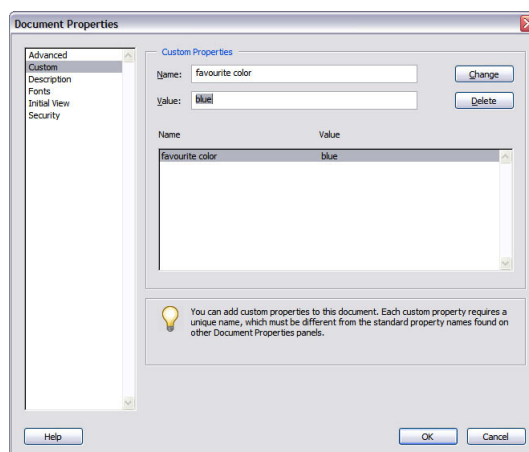 Document Properties
Advanced
Custom
Description
Fonts
Initial View
Security
Custom Properties
Name: favourite color Change
Value: blue Delete
Name Value
favourite color blue
You can add custom properties to this document. Each custom property requires a
unique name, which must be different from the standard property names found on
other Document Properties panels.
Help OK Cancel